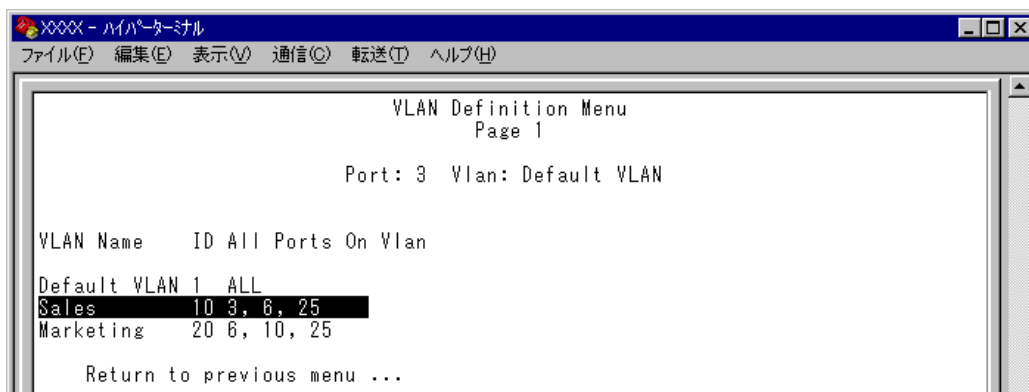 XXXX - ハイパーターミナル
ファイル(F) 編集(E) 表示(V) 通信(C) 転送(T) ヘルプ(H)
VLAN Definition Menu
Page 1
Port: 3 Vlan: Default VLAN
VLAN Name ID All Ports On Vlan
Default VLAN 1 ALL
Sales 10 3, 6, 25
Marketing 20 6, 10, 25
Return to previous menu ...